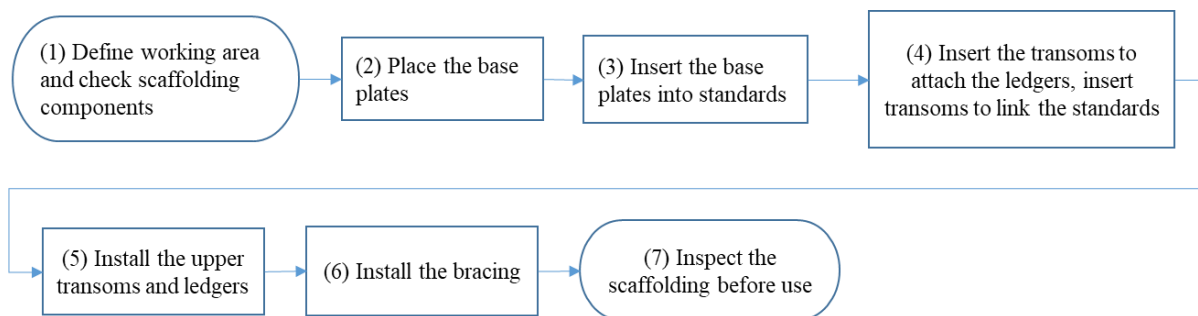 (1) Define working area
and check scaffolding
components
(2) Place the base
plates
(3) Insert the base
plates into standards
(4) Insert the transoms to
attach the ledgers, insert
transoms to link the standards
(5) Install the upper
transoms and ledgers
(6) Install the bracing
(7) Inspect the
scaffolding before use